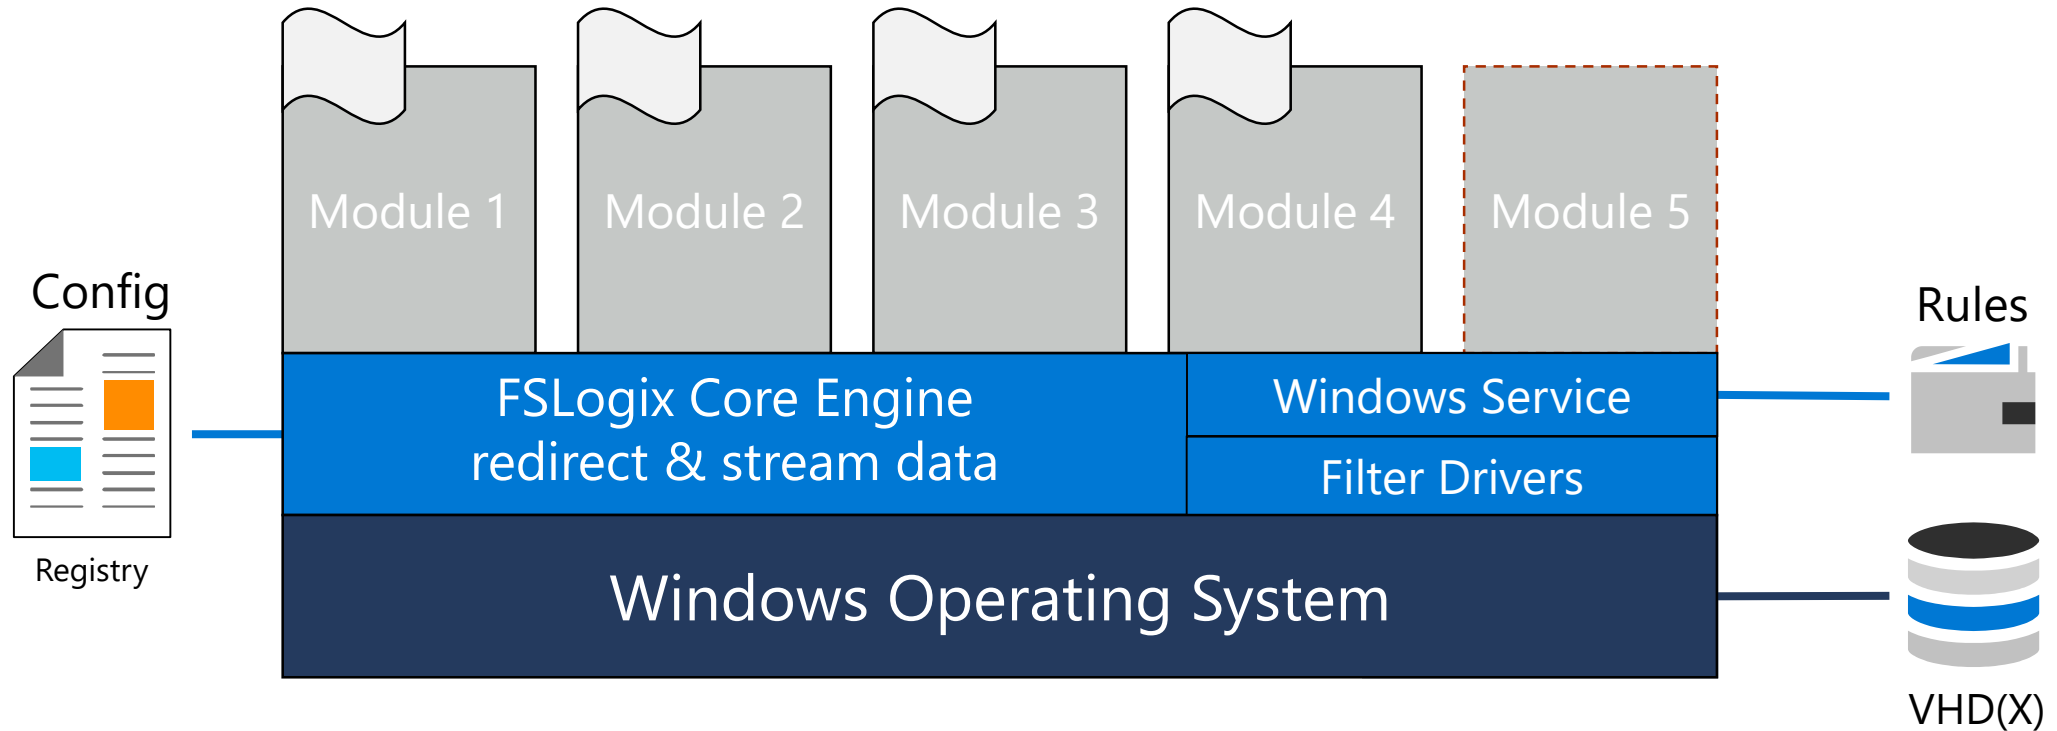 Module 1
Module 2
Module 3
Module 4
Module 5
Config
Registry
FSLogix Core Engine
redirect & stream data
Windows Service
Filter Drivers
Windows Operating System
Rules
VHD(X)